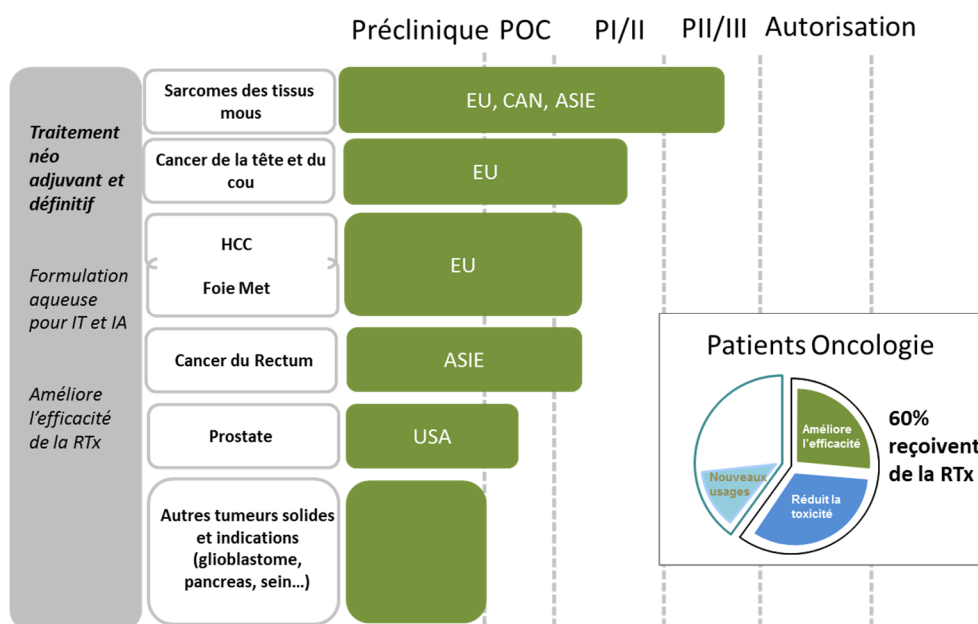 Préclinique POC PI/II PII/III Autorisation
Traitement
néo
adjuvant et
définitif
Formulation
aqueuse
pour IT et IA
Améliore
l'efficacité
de la RTx
Sarcomes des tissus
mous
EU, CAN, ASIE
Cancer de la tête et du
cou
EU
HCC
Foie Met
EU
Cancer du Rectum
ASIE
Prostate
USA
Autres tumeurs solides
et indications
(glioblastome,
pancreas, sein...)
Patients Oncologie
Améliore
l'efficacité
Réduit la
toxicité
Nouveaux
usages
60%
reçoivent
de la RTx